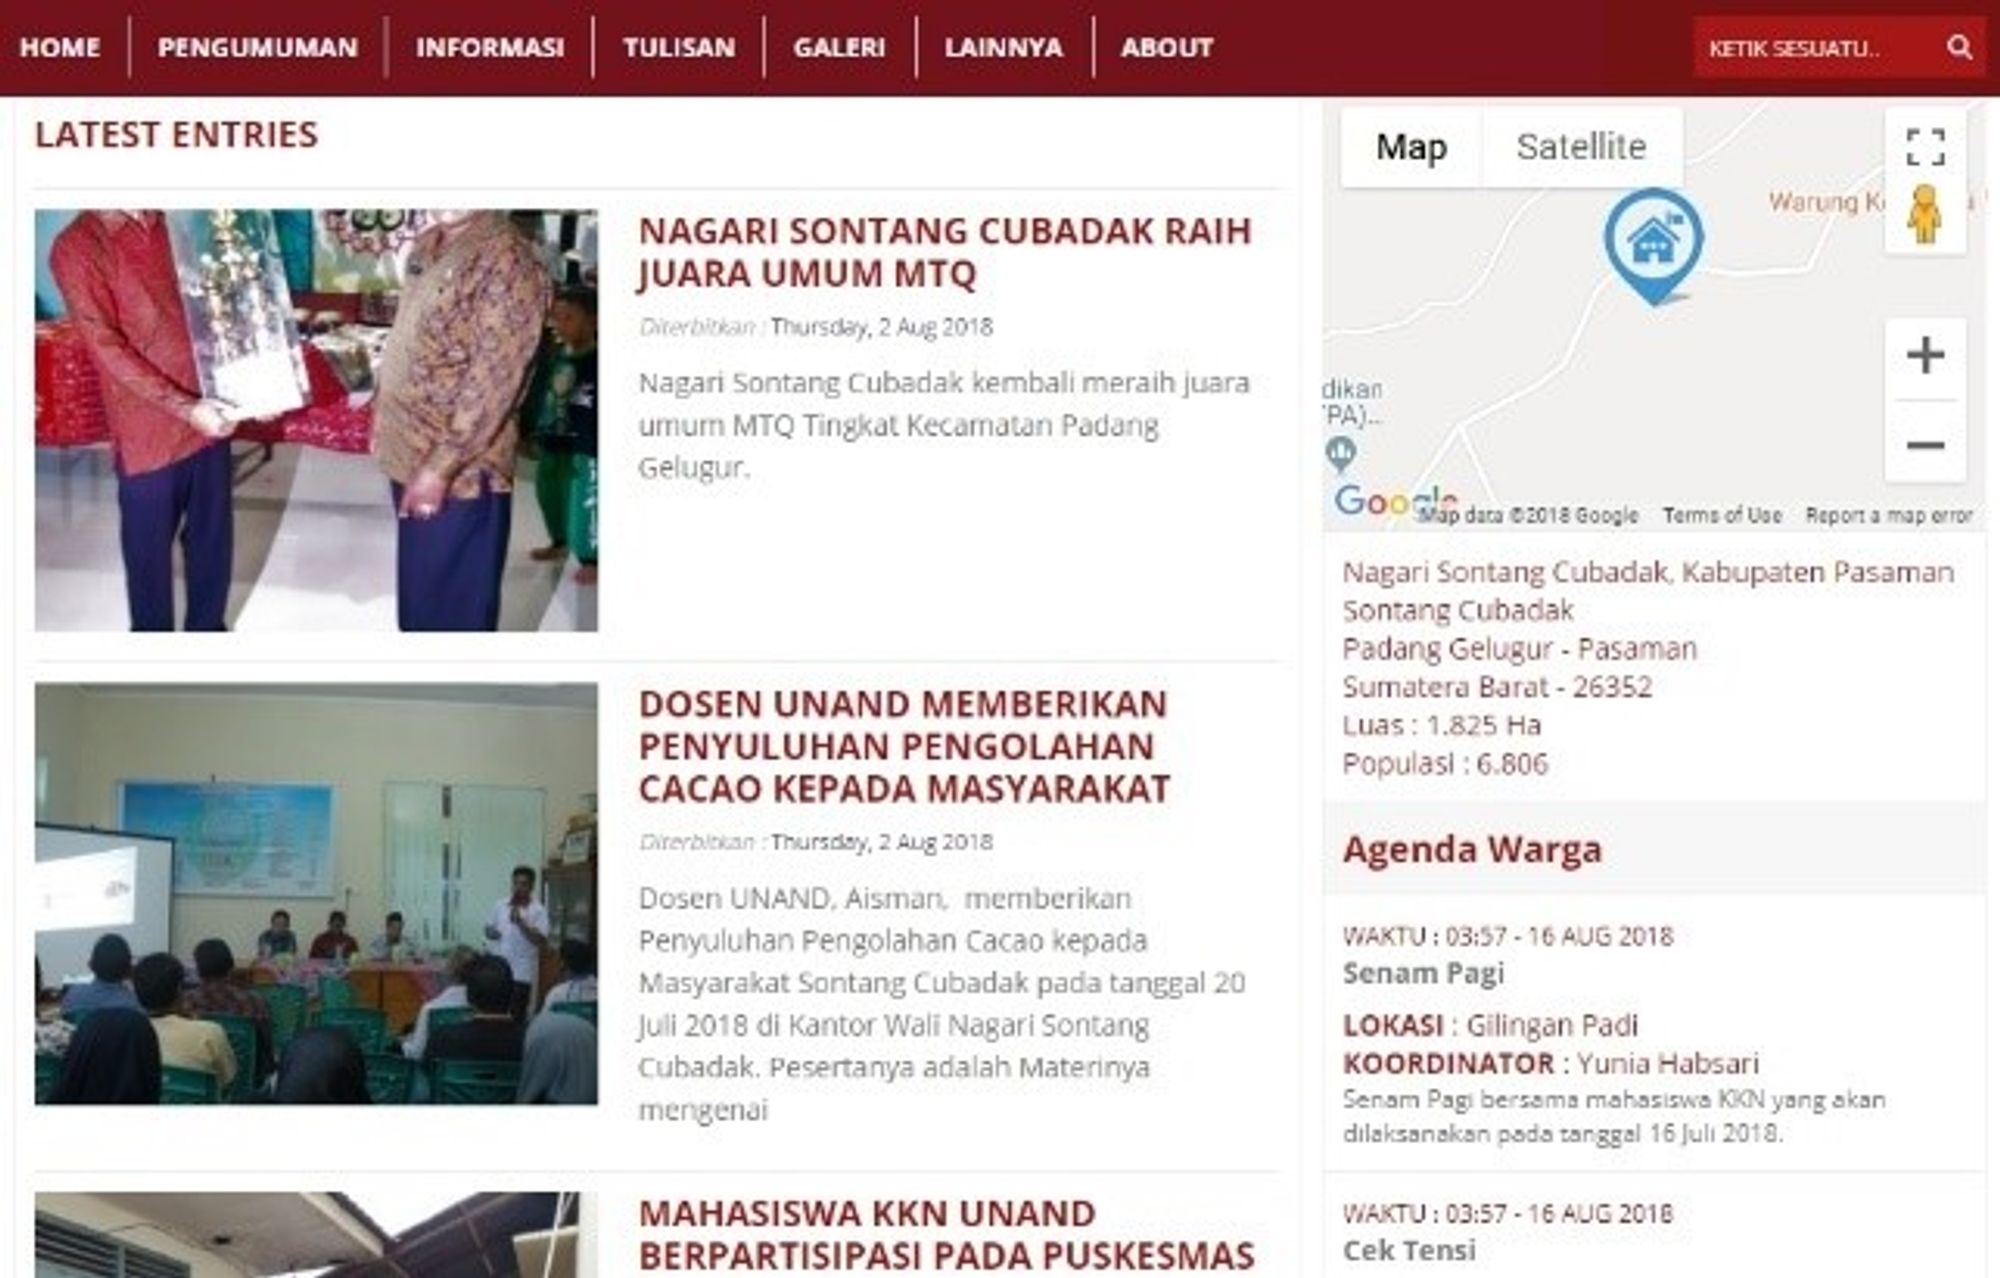 HOME
PENGUMUMAN
INFORMASI
TULISAN
GALERI
LAINNYA
ABOUT
KETIK SESUATU..
LATEST ENTRIES
NAGARI SONTANG CUBADAK RAIH
JUARA UMUM MTQ
Diterbitkan : Thursday, 2 Aug 2018
Nagari Sontang Cubadak kembali meraih juara
umum MTQ Tingkat Kecamatan Padang
Gelugur.
DOSEN UNAND MEMBERIKAN
PENYULUHAN PENGOLAHAN
CACAO KEPADA MASYARAKAT
Diterbitkan : Thursday, 2 Aug 2018
Dosen UNAND, Aisman, memberikan
Penyuluhan Pengolahan Cacao kepada
Masyarakat Sontang Cubadak pada tanggal 20
Juli 2018 di Kantor Wali Nagari Sontang
Cubadak. Pesertanya adalah Materinya
mengenai
MAHASISWA KKN UNAND
BERPARTISIPASI PADA PUSKESMAS
Map
Satellite
Warung
dikan
PA)...
Google
Map data ©2018 Google
Terms of Use
Report a map error
Nagari Sontang Cubadak, Kabupaten Pasaman
Sontang Cubadak
Padang Gelugur - Pasaman
Sumatera Barat - 26352
Luas : 1.825 Ha
Populasi : 6.806
Agenda Warga
WAKTU : 03:57 - 16 AUG 2018
Senam Pagi
LOKASI : Gilingan Padi
KOORDINATOR : Yunia Habsari
Senam Pagi bersama mahasiswa KKN yang akan
dilaksanakan pada tanggal 16 Juli 2018.
WAKTU : 03:57 - 16 AUG 2018
Cek Tensi